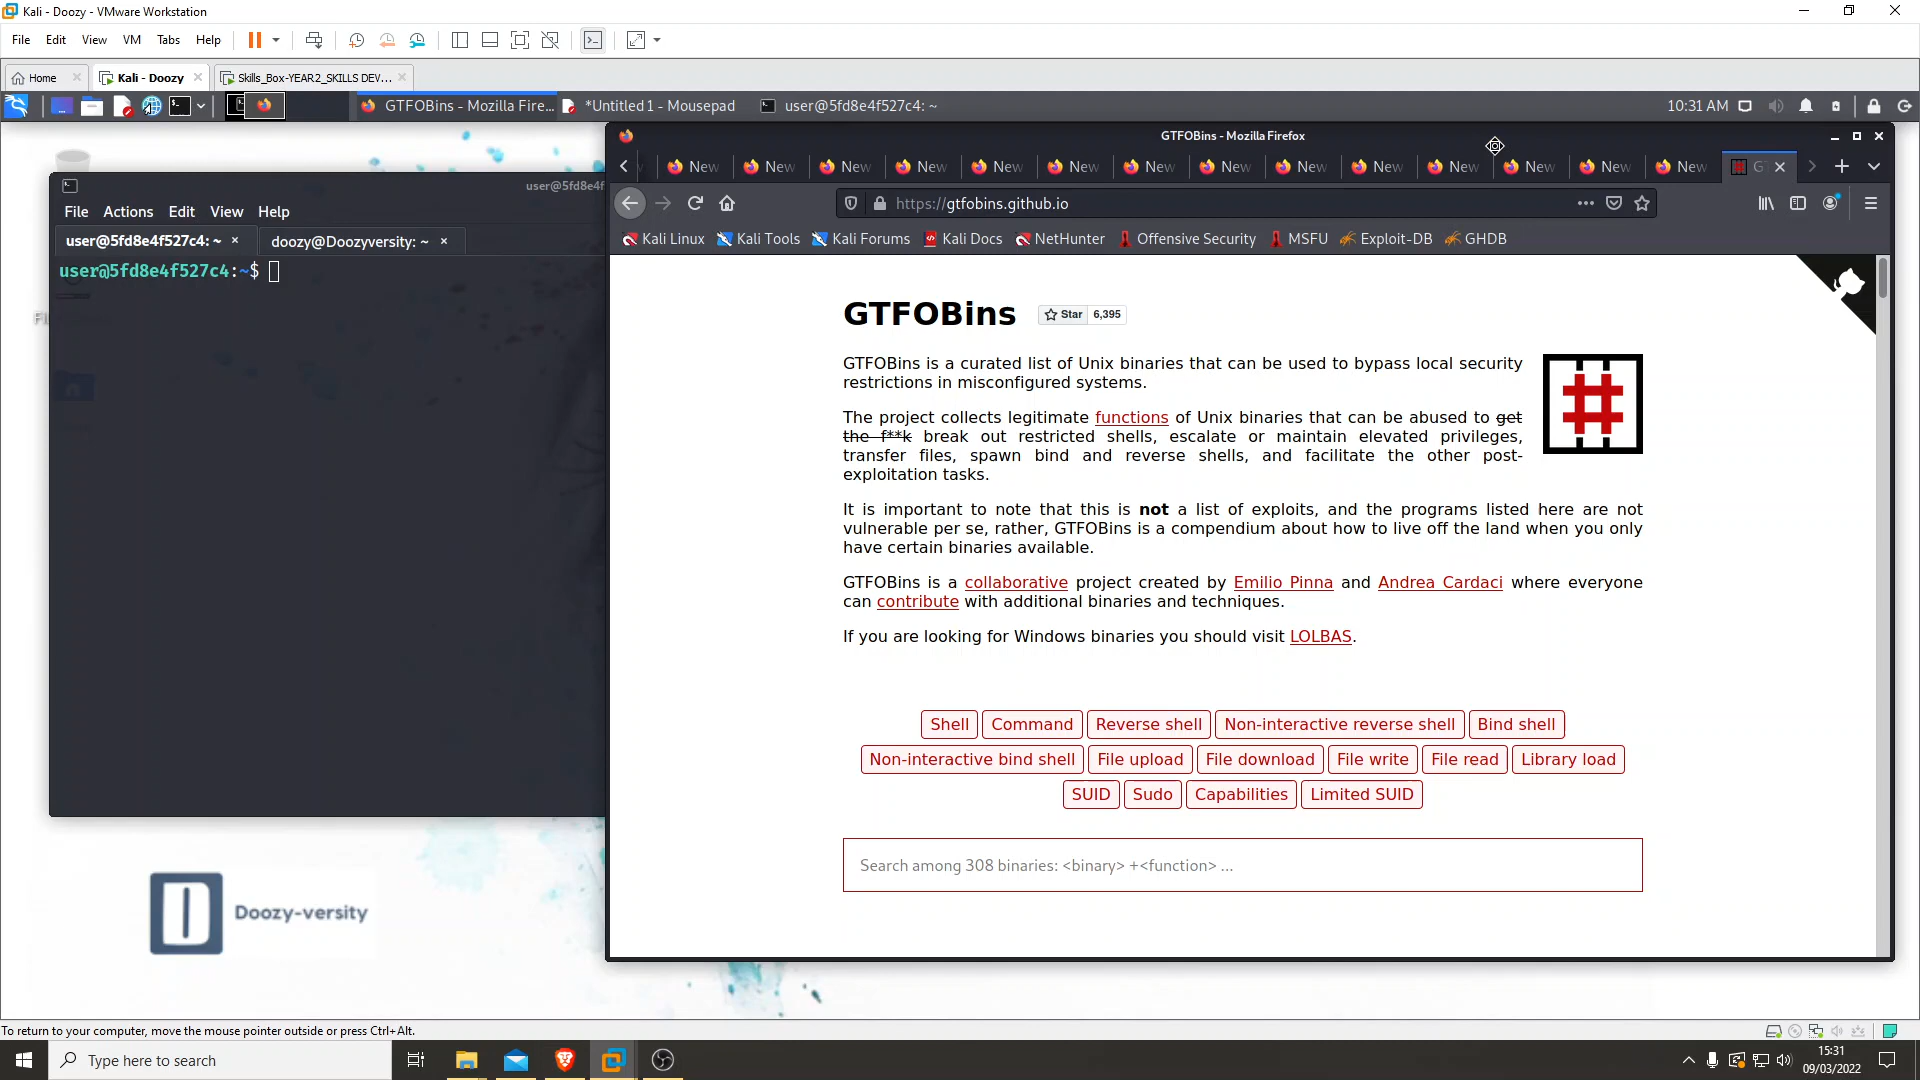 Kali - Doozy - VMware Workstation
File Edit View VM Tabs Help
Home Kali - Doozy Skills_Box-YEAR2_SKILLS DEV...
GTFOBins - Mozilla Fire... *Untitled 1 - Mousepad user@5fd8e4f527c4: ~ 10:31 AM
GTFOBins - Mozilla Firefox
New New New New New New New New New New New New New New G
user@5fd8e4f
File Actions Edit View Help
https://gtfobins.github.io
user@5fd8e4f527c4: ~ doozy@Doozyversity: ~
Kali Linux Kali Tools Kali Forums Kali Docs NetHunter Offensive Security MSFU Exploit-DB GHDB
user@5fd8e4f527c4:~$
GTFOBins Star 6,395
GTFOBins is a curated list of Unix binaries that can be used to bypass local security
restrictions in misconfigured systems.
The project collects legitimate functions of Unix binaries that can be abused to get
the f**k break out restricted shells, escalate or maintain elevated privileges,
transfer files, spawn bind and reverse shells, and facilitate the other post-
exploitation tasks.
It is important to note that this is not a list of exploits, and the programs listed here are not
vulnerable per se, rather, GTFOBins is a compendium about how to live off the land when you only
have certain binaries available.
GTFOBins is a collaborative project created by Emilio Pinna and Andrea Cardaci where everyone
can contribute with additional binaries and techniques.
If you are looking for Windows binaries you should visit LOLBAS.
Shell Command Reverse shell Non-interactive reverse shell Bind shell
Non-interactive bind shell File upload File download File write File read Library load
SUID Sudo Capabilities Limited SUID
Search among 308 binaries: <binary> +<function> ...
Doozy-versity
To return to your computer, move the mouse pointer outside or press Ctrl+Alt.
Type here to search
15:31
09/03/2022